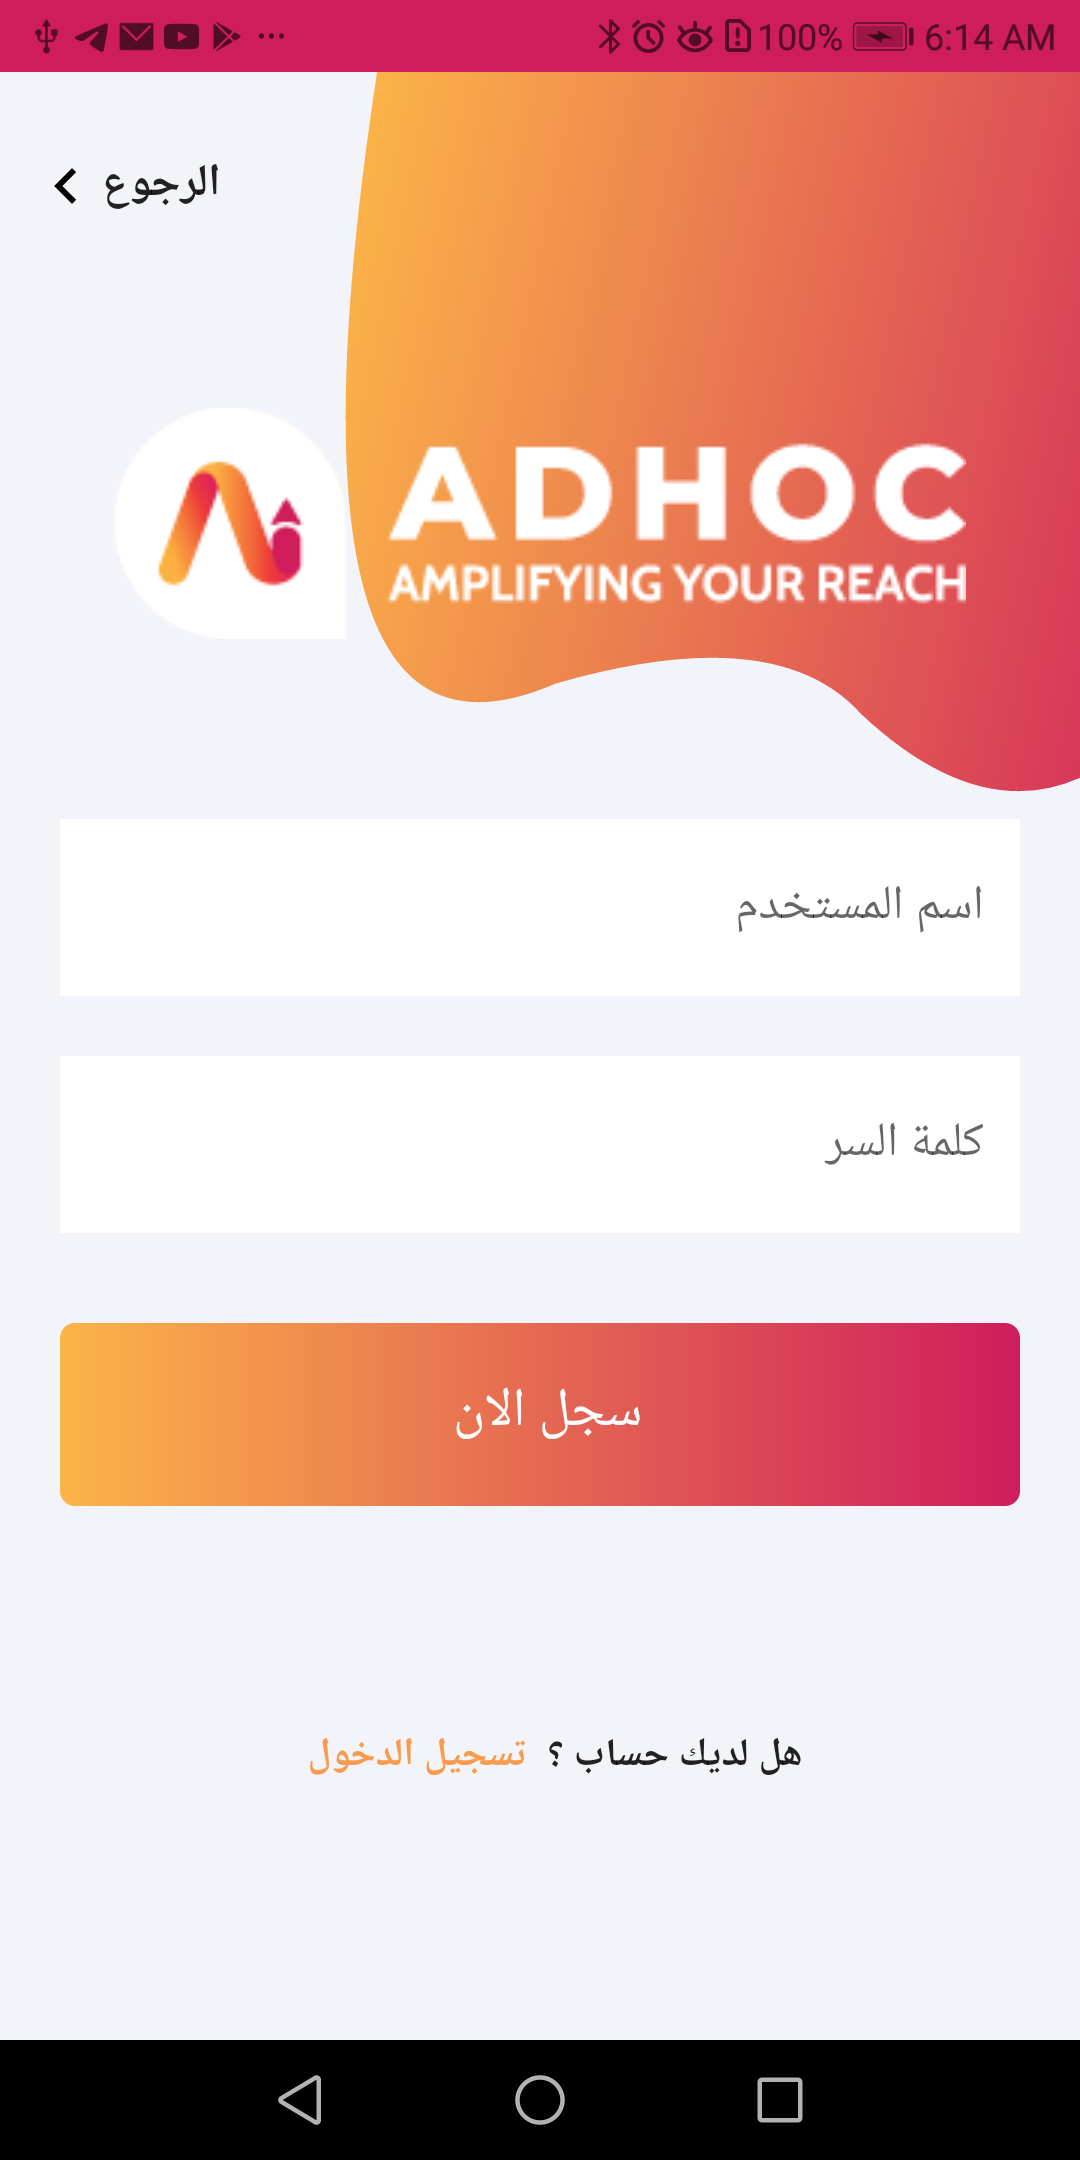 100% 6:14 AM
الرجوع
ADHOC
AMPLIFYING YOUR REACH
اسم المستخدم
كلمة السر
سجل الان
هل لديك حساب ؟ تسجيل الدخول